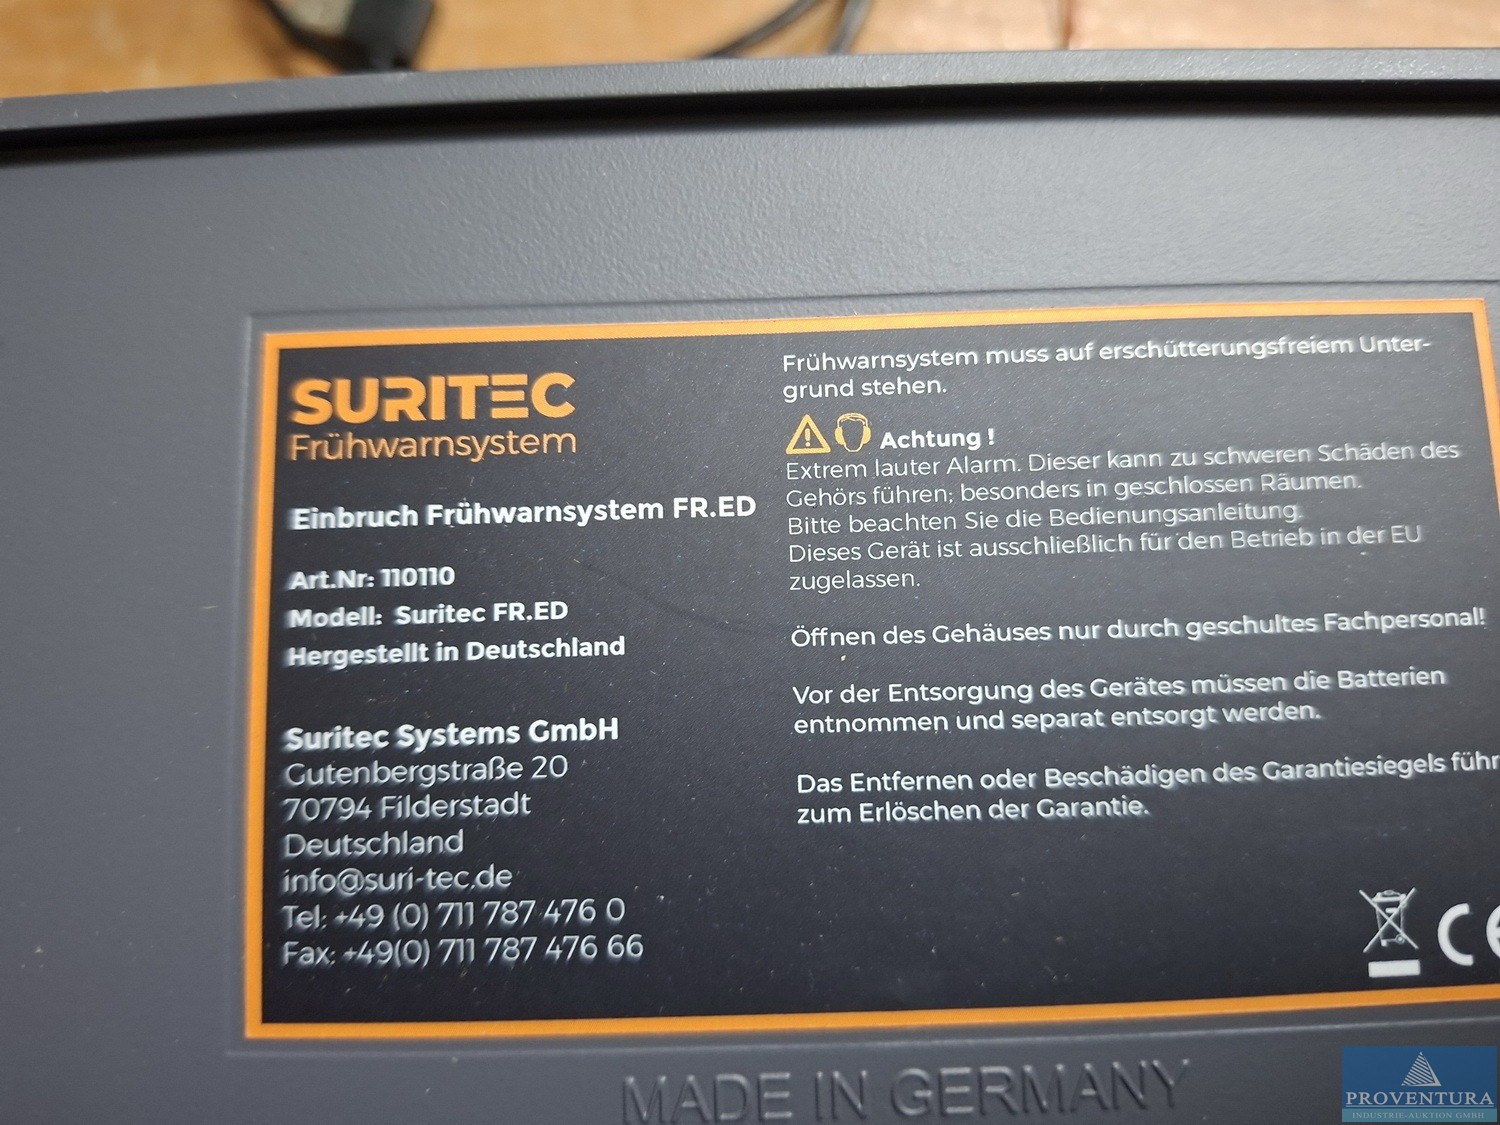 SURITEC
Frühwarnsystem
Einbruch Frühwarnsystem FR.ED
Art.Nr: 110110
Modell: Suritec FR.ED
Hergestellt in Deutschland
Suritec Systems GmbH
Gutenbergstraße 20
70794 Filderstadt
Deutschland
info@suri-tec.de
Tel: +49 (0) 711 787 476 0
Fax: +49(0) 711 787 476 66
Frühwarnsystem muss auf erschütterungsfreiem Unter-
grund stehen.
Achtung !
Extrem lauter Alarm. Dieser kann zu schweren Schäden des
Gehörs führen; besonders in geschlossen Räumen.
Bitte beachten Sie die Bedienungsanleitung.
Dieses Gerät ist ausschließlich für den Betrieb in der EU
zugelassen.
Öffnen des Gehäuses nur durch geschultes Fachpersonal!
Vor der Entsorgung des Gerätes müssen die Batterien
entnommen und separat entsorgt werden.
Das Entfernen oder Beschädigen des Garantiesiegels führ
zum Erlöschen der Garantie.
CE
MADE IN GERMANY
PROVENTURA
INDUSTRIE-AUKTION GMBH